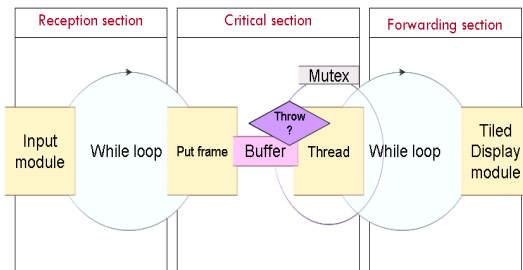 Reception section
Critical section
Forwarding section
Mutex
Throw
?
Input
module
While loop
Put frame
Buffer
Thread
While loop
Tiled
Display
module